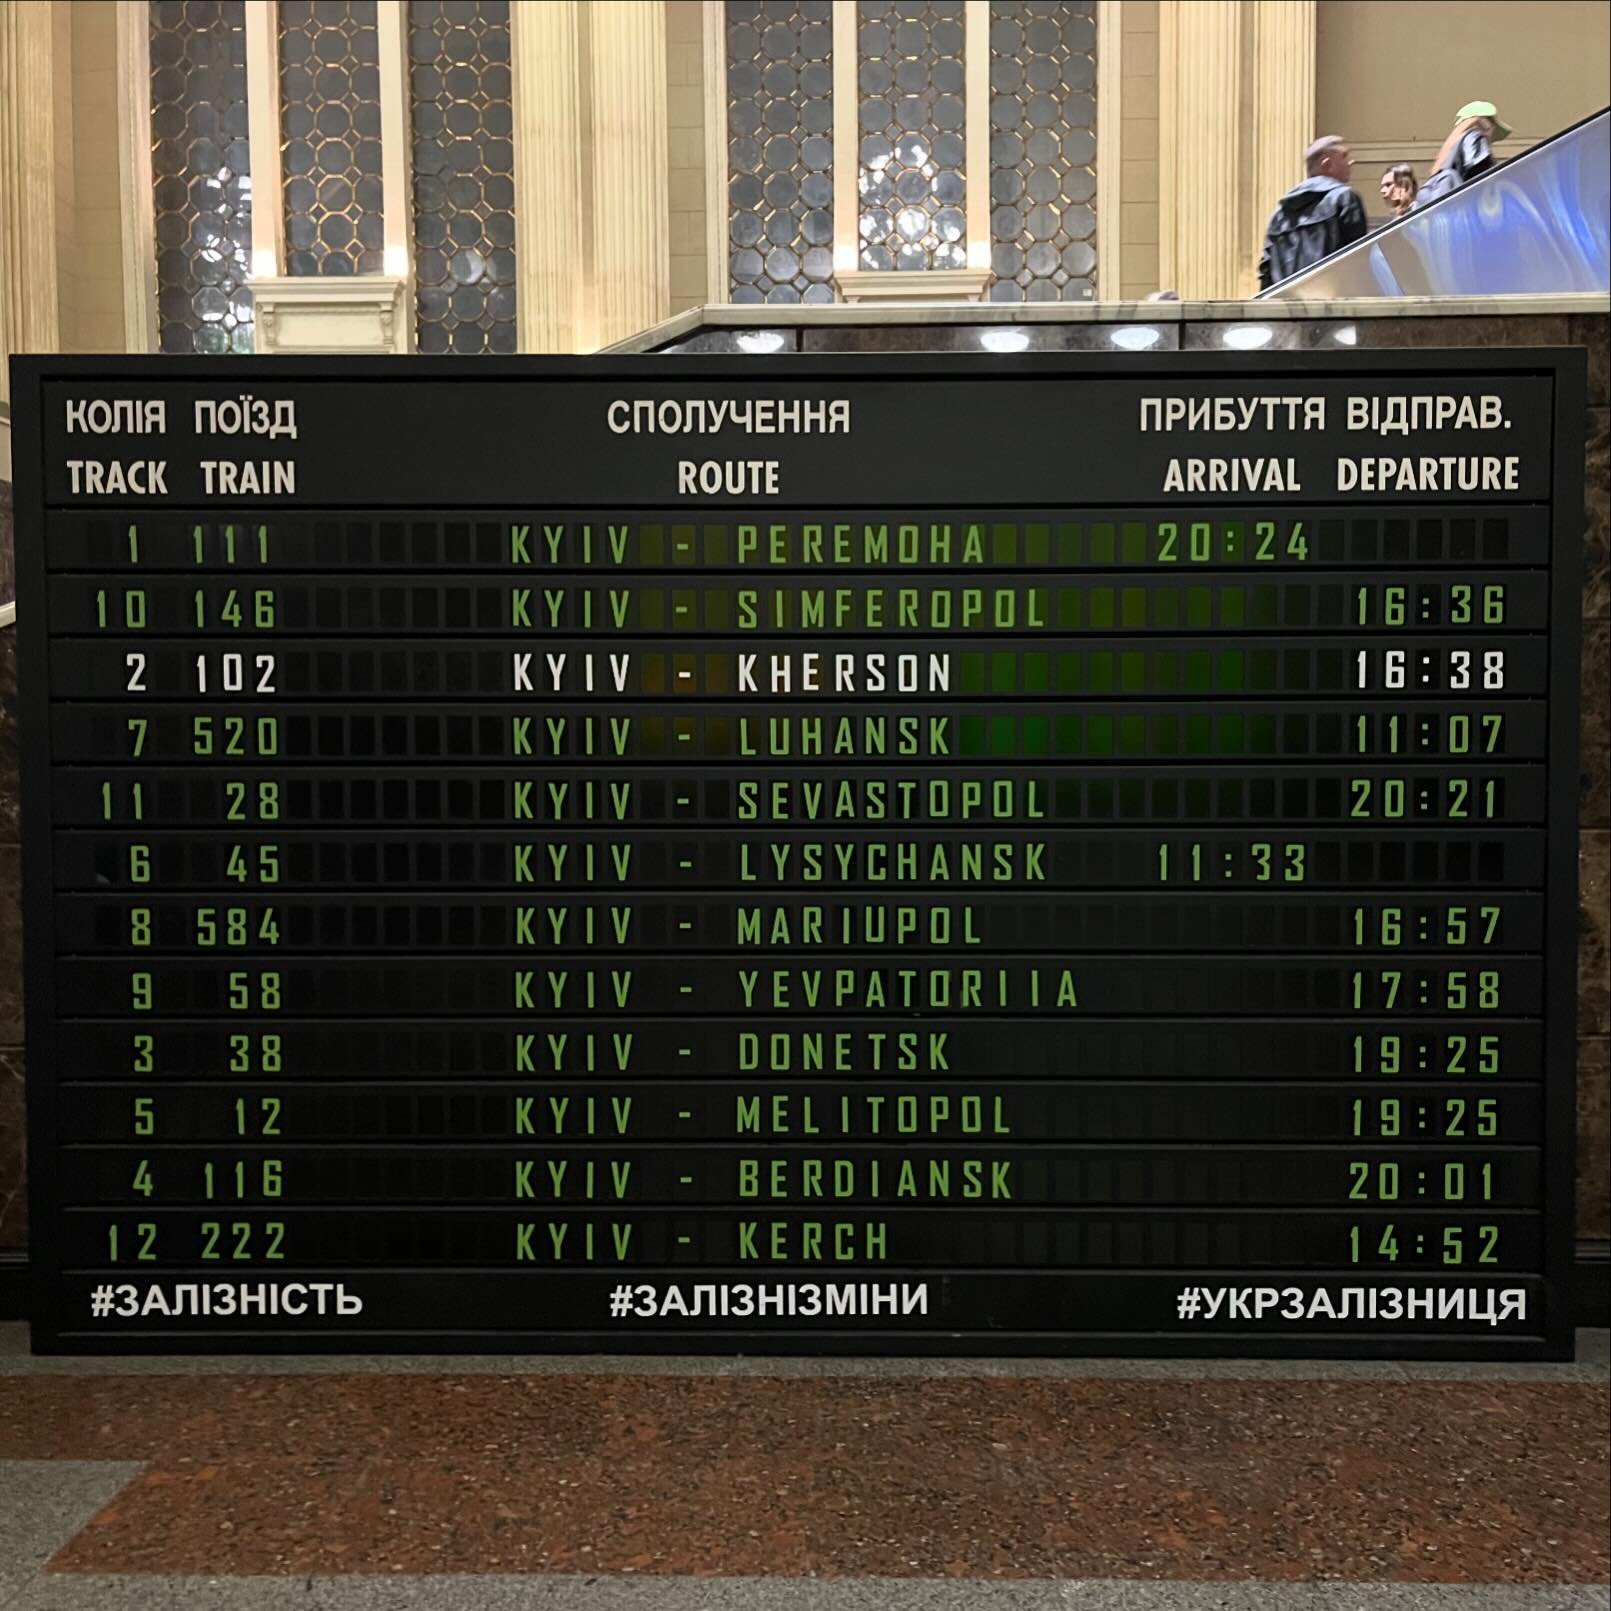 КОЛІЯ ПОЇЗД СПОЛУЧЕННЯ ПРИБУТТЯ ВІДПРАВ.
TRACK TRAIN ROUTE ARRIVAL DEPARTURE
1 111 KYIV - PEREMOHA 20:24
10 146 KYIV - SIMFEROPOL 16:36
2 102 KYIV - KHERSON 16:38
7 520 KYIV - LUHANSK 11:07
11 28 KYIV - SEVASTOPOL 20:21
6 45 KYIV - LYSYCHANSK 11:33
8 584 KYIV - MARIUPOL 16:57
9 58 KYIV - YEVPATORIIA 17:58
3 38 KYIV - DONETSK 19:25
5 12 KYIV - MELITOPOL 19:25
4 116 KYIV - BERDIANSK 20:01
12 222 KYIV - KERCH 14:52
#ЗАЛІЗНІСТЬ #ЗАЛІЗНІЗМІНИ #УКРЗАЛІЗНИЦЯ